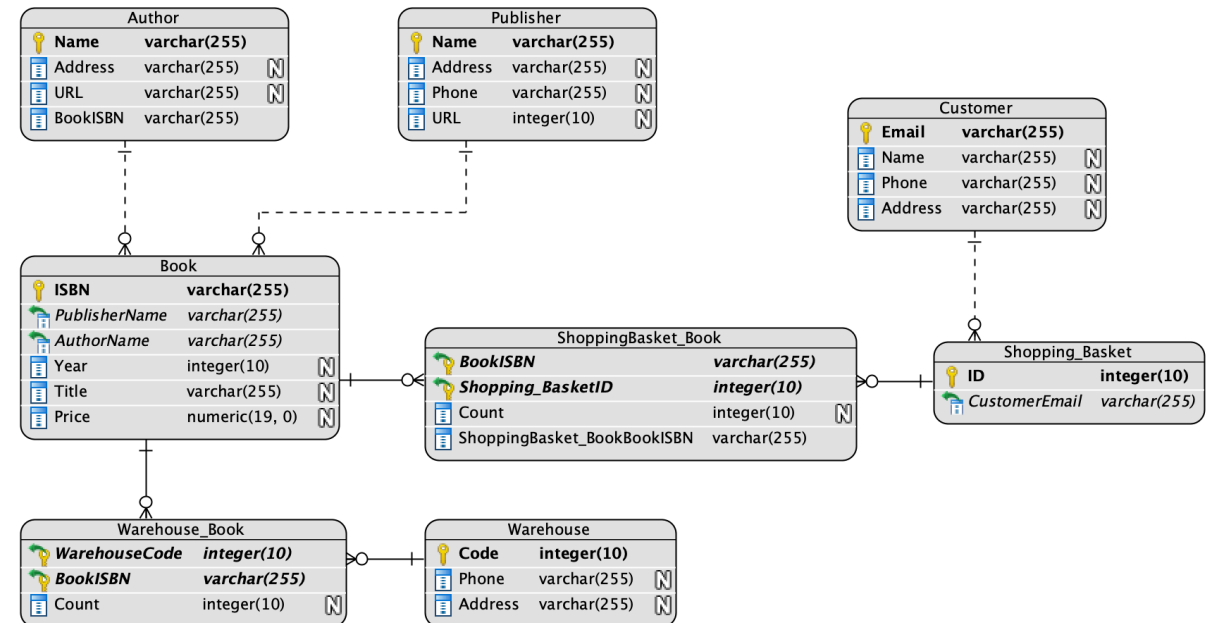 Author
Name varchar(255)
Address varchar(255) N
URL varchar(255) N
BookISBN varchar(255)
Publisher
Name varchar(255)
Address varchar(255) N
Phone varchar(255) N
URL integer(10) N
Customer
Email varchar(255)
Name varchar(255) N
Phone varchar(255) N
Address varchar(255) N
Book
ISBN varchar(255)
PublisherName varchar(255)
AuthorName varchar(255)
Year integer(10) N
Title varchar(255) N
Price numeric(19, 0) N
ShoppingBasket_Book
BookISBN varchar(255)
Shopping_BasketID integer(10)
Count integer(10) N
ShoppingBasket_BookBookISBN varchar(255)
Shopping_Basket
ID integer(10)
CustomerEmail varchar(255)
Warehouse_Book
WarehouseCode integer(10)
BookISBN varchar(255)
Count integer(10) N
Warehouse
Code integer(10)
Phone varchar(255) N
Address varchar(255) N